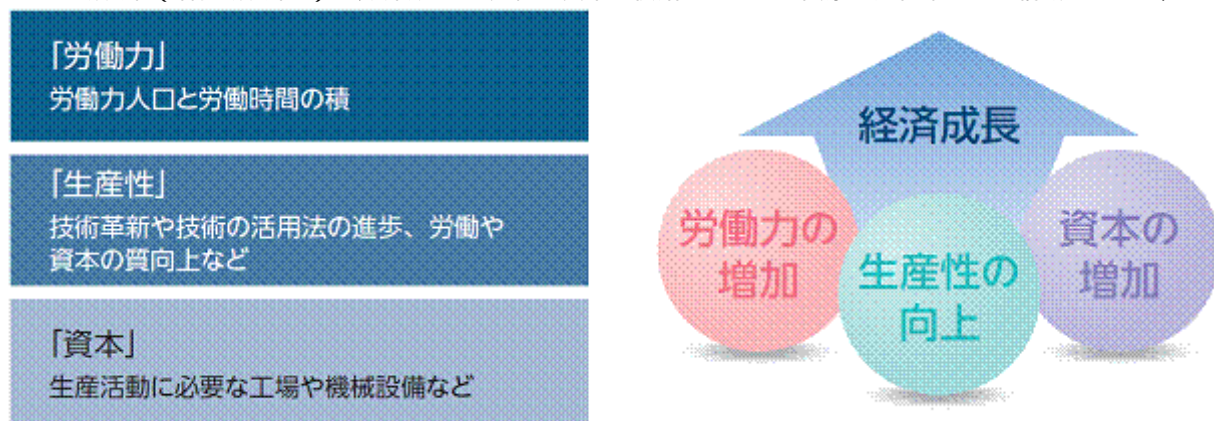 「労働力」
労働力人口と労働時間の積
「生産性」
技術革新や技術の活用法の進歩、労働や
資本の質向上など
「資本」
生産活動に必要な工場や機械設備など
経済成長
労働力の
増加
生産性の
向上
資本の
増加